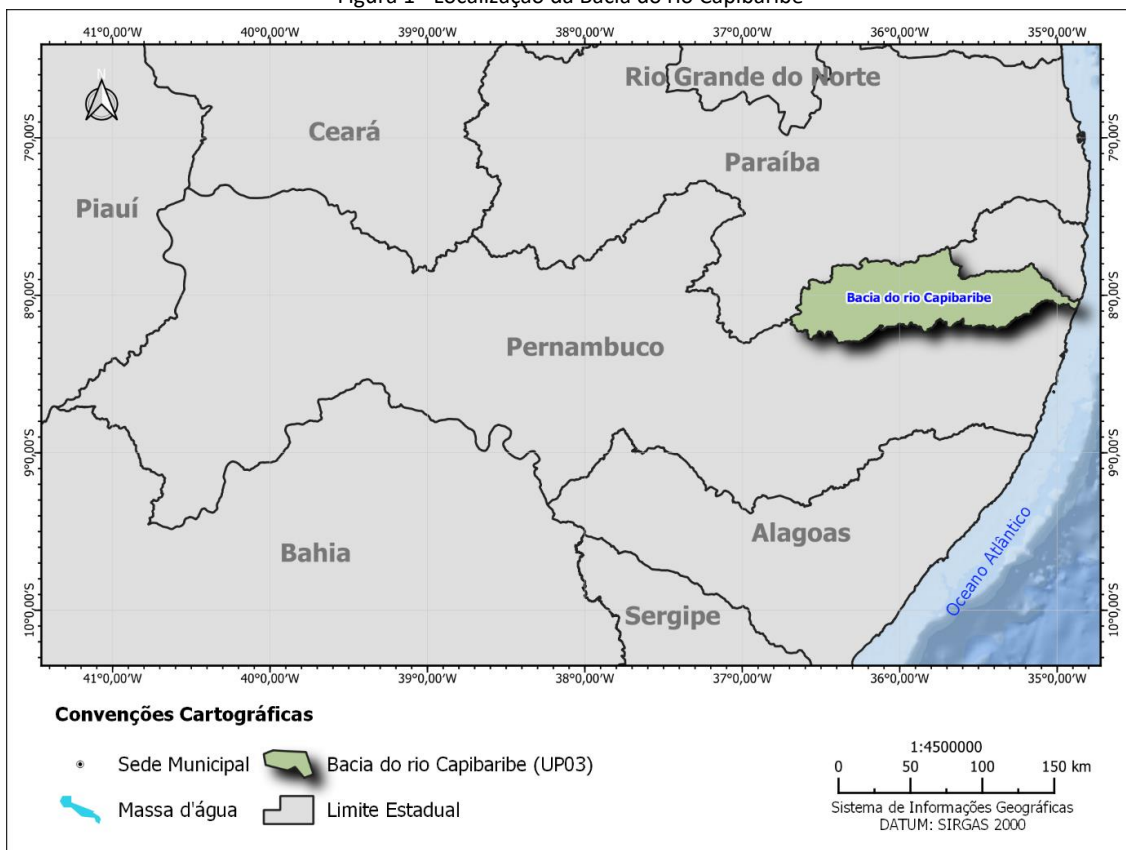 Figura 1 - Localização da Bacia do rio Capibaribe
41°0,00'W 40°0,00'W 39°0,00'W 38°0,00'W 37°0,00'W 36°0,00'W 35°0,00'W
N
Rio Grande do Norte
Ceará
7°0,00'S 7°0,00'S
Paraíba
Piauí
8°0,00'S 8°0,00'S
Bacia do rio Capibaribe
Pernambuco
9°0,00'S 9°0,00'S
Alagoas
Bahia
Oceano Atlântico
10°0,00'S 10°0,00'S
Sergipe
41°0,00'W 40°0,00'W 39°0,00'W 38°0,00'W 37°0,00'W 36°0,00'W 35°0,00'W
Convenções Cartográficas
Sede Municipal
Bacia do rio Capibaribe (UP03)
Massa d'água
Limite Estadual
1:4500000
0 50 100 150 km
Sistema de Informações Geográficas
DATUM: SIRGAS 2000